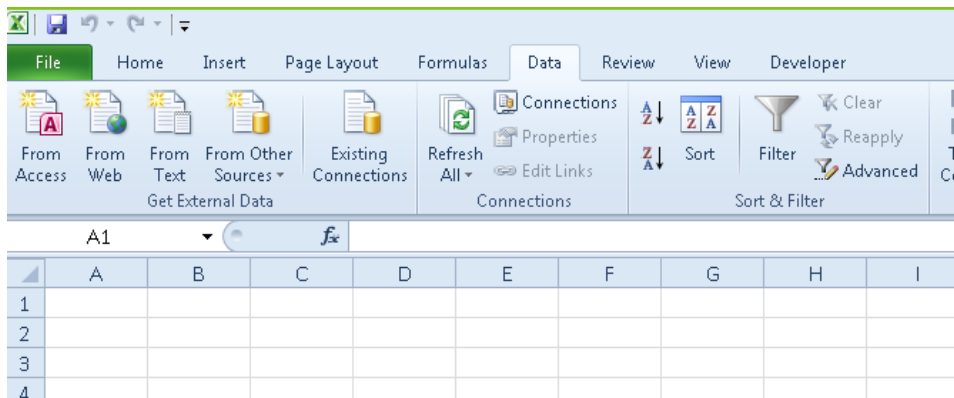 File Home Insert Page Layout Formulas Data Review View Developer
Connections Clear
Properties Reapply
From Access From Web From Text From Other Sources Existing Connections Refresh All Edit Links Sort Filter Advanced
Get External Data Connections Sort & Filter
A1 fx
A B C D E F G H I
1
2
3
4